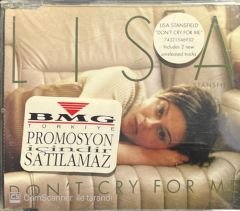 LISA
STANSFIELD
LISA STANSFIELD
"DON'T CRY FOR ME"
74321546932
Includes 2 new
unreleased tracks
BMG
TÜRKİYE
PROMOSYON
içindir
SATILAMAZ
DON'T CRY FOR ME
CamScanner ile tarandı